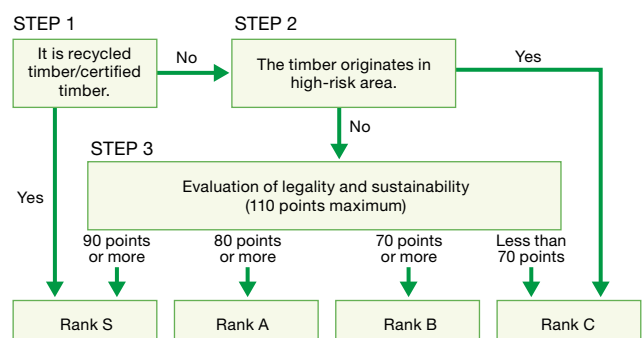 STEP 1
It is recycled
timber/certified
timber.
No
STEP 2
The timber originates in
high-risk area.
Yes
No
STEP 3
Evaluation of legality and sustainability
(110 points maximum)
Yes
90 points
or more
80 points
or more
70 points
or more
Less than
70 points
Rank S
Rank A
Rank B
Rank C